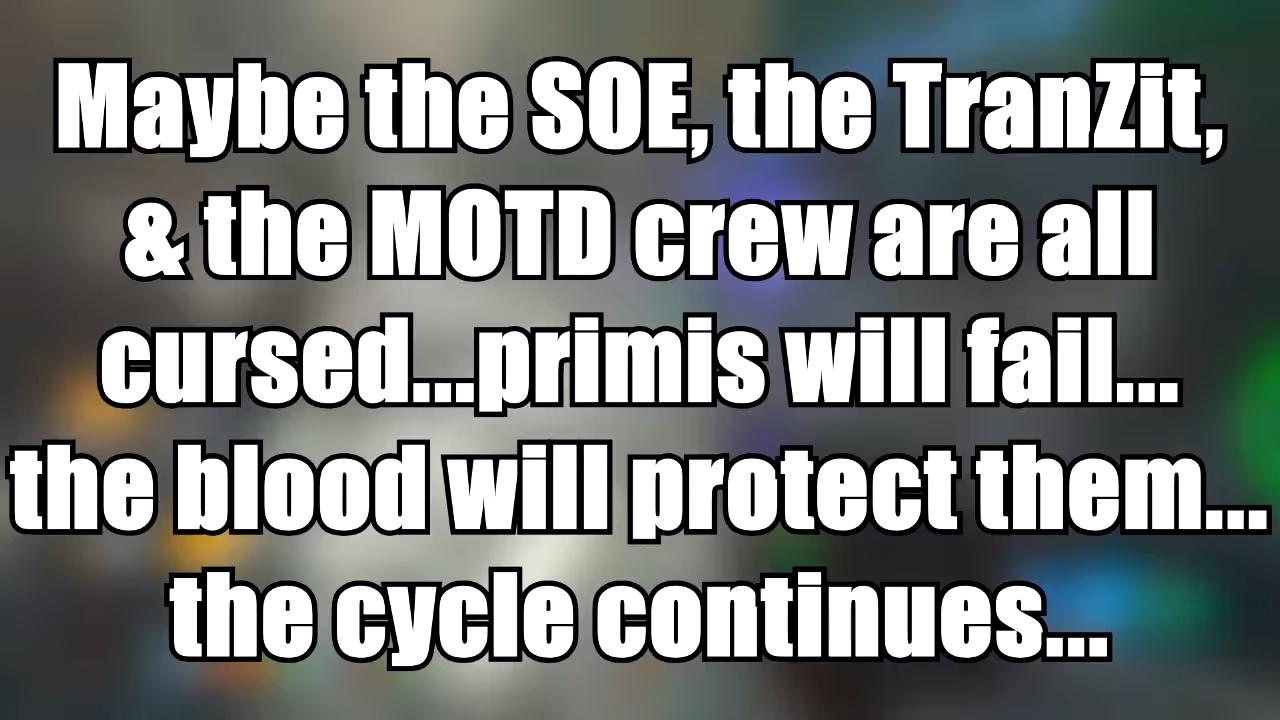 Maybe the SOE, the TranZit,
& the MOTD crew are all
cursed...primis will fail...
the blood will protect them...
the cycle continues...